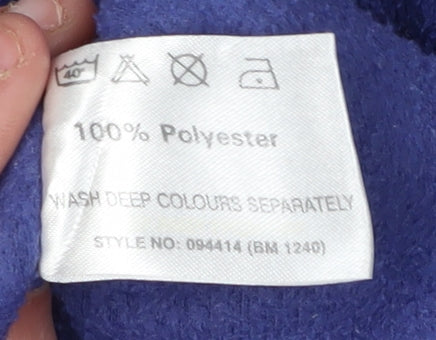 40°
100% Polyester
WASH DEEP COLOURS SEPARATELY
STYLE NO: 094414 (BM 1240)